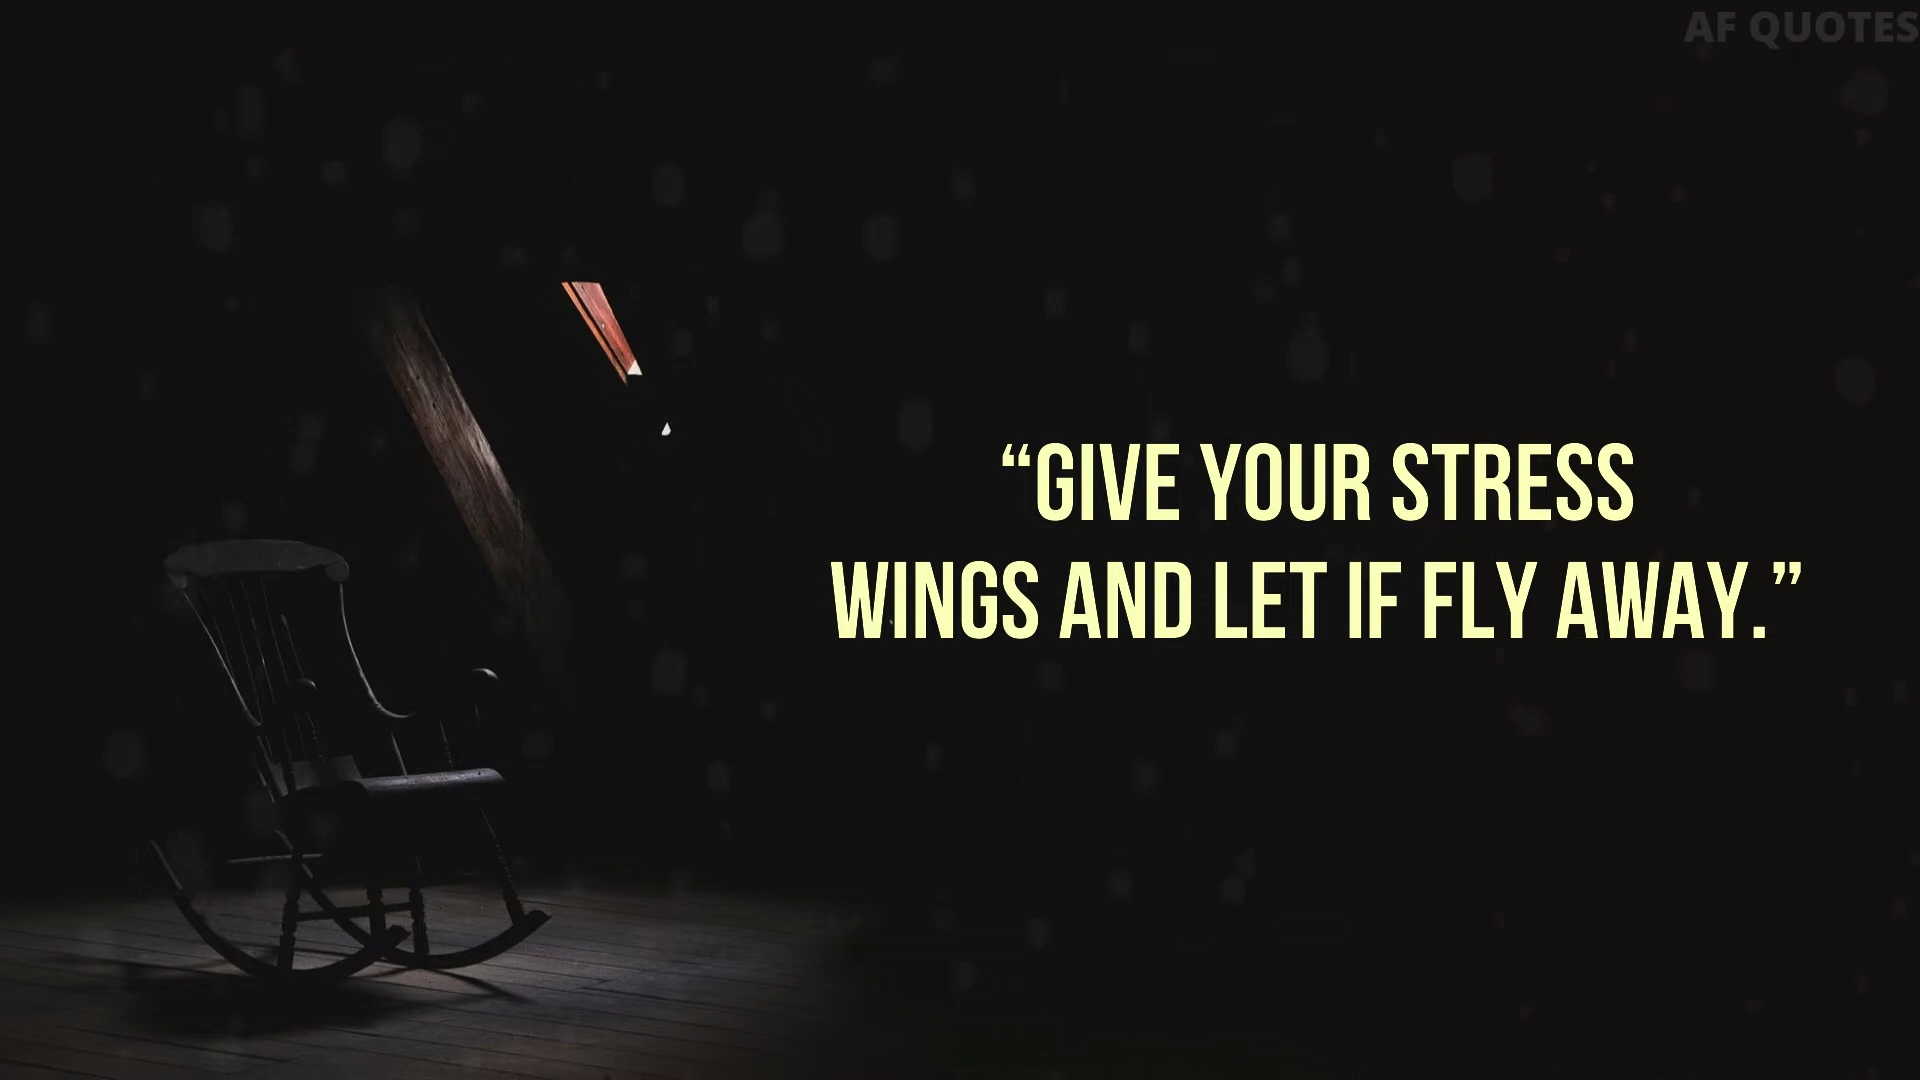 AF QUOTES
“GIVE YOUR STRESS
WINGS AND LET IF FLY AWAY.”